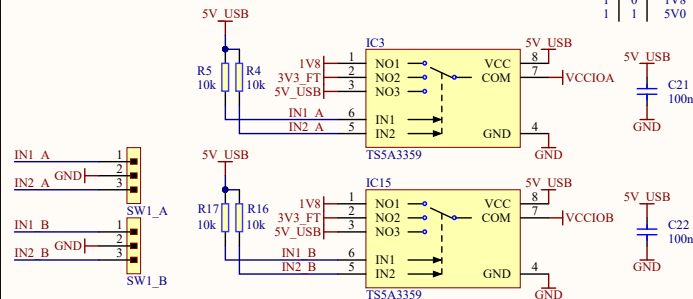 1 0 1V8
1 1 5V0
5V_USB
R5 R4
10k 10k
IC3
1V8 1 NO1 VCC 8 5V_USB
3V3_FT 2 NO2 COM 7 VCCIOA
5V_USB 3 NO3
IN1_A 6 IN1
IN2_A 5 IN2 GND 4
GND
TS5A3359
5V_USB
C21
100n
GND
IN1_A 1
GND 2
IN2_A 3
SW1_A
IN1_B 1
GND 2
IN2_B 3
SW1_B
5V_USB
R17 R16
10k 10k
IC15
1V8 1 NO1 VCC 8 5V_USB
3V3_FT 2 NO2 COM 7 VCCIOB
5V_USB 3 NO3
IN1_B 6 IN1
IN2_B 5 IN2 GND 4
GND
TS5A3359
5V_USB
C22
100n
GND